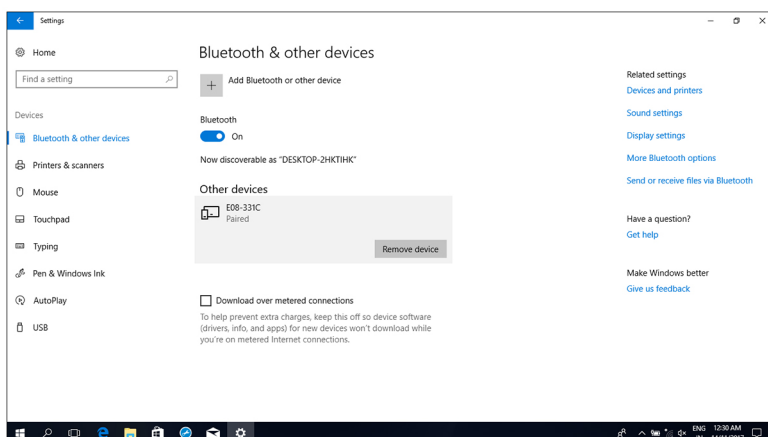 Settings
Home
Find a setting
Devices
Bluetooth & other devices
Printers & scanners
Mouse
Touchpad
Typing
Pen & Windows Ink
AutoPlay
USB
Bluetooth & other devices
Add Bluetooth or other device
Bluetooth
On
Now discoverable as "DESKTOP-2HKTIHK"
Other devices
E08-331C
Paired
Remove device
Download over metered connections
To help prevent extra charges, keep this off so device software
(drivers, info, and apps) for new devices won't download while
you're on metered Internet connections.
Related settings
Devices and printers
Sound settings
Display settings
More Bluetooth options
Send or receive files via Bluetooth
Have a question?
Get help
Make Windows better
Give us feedback
ENG 12:30 AM